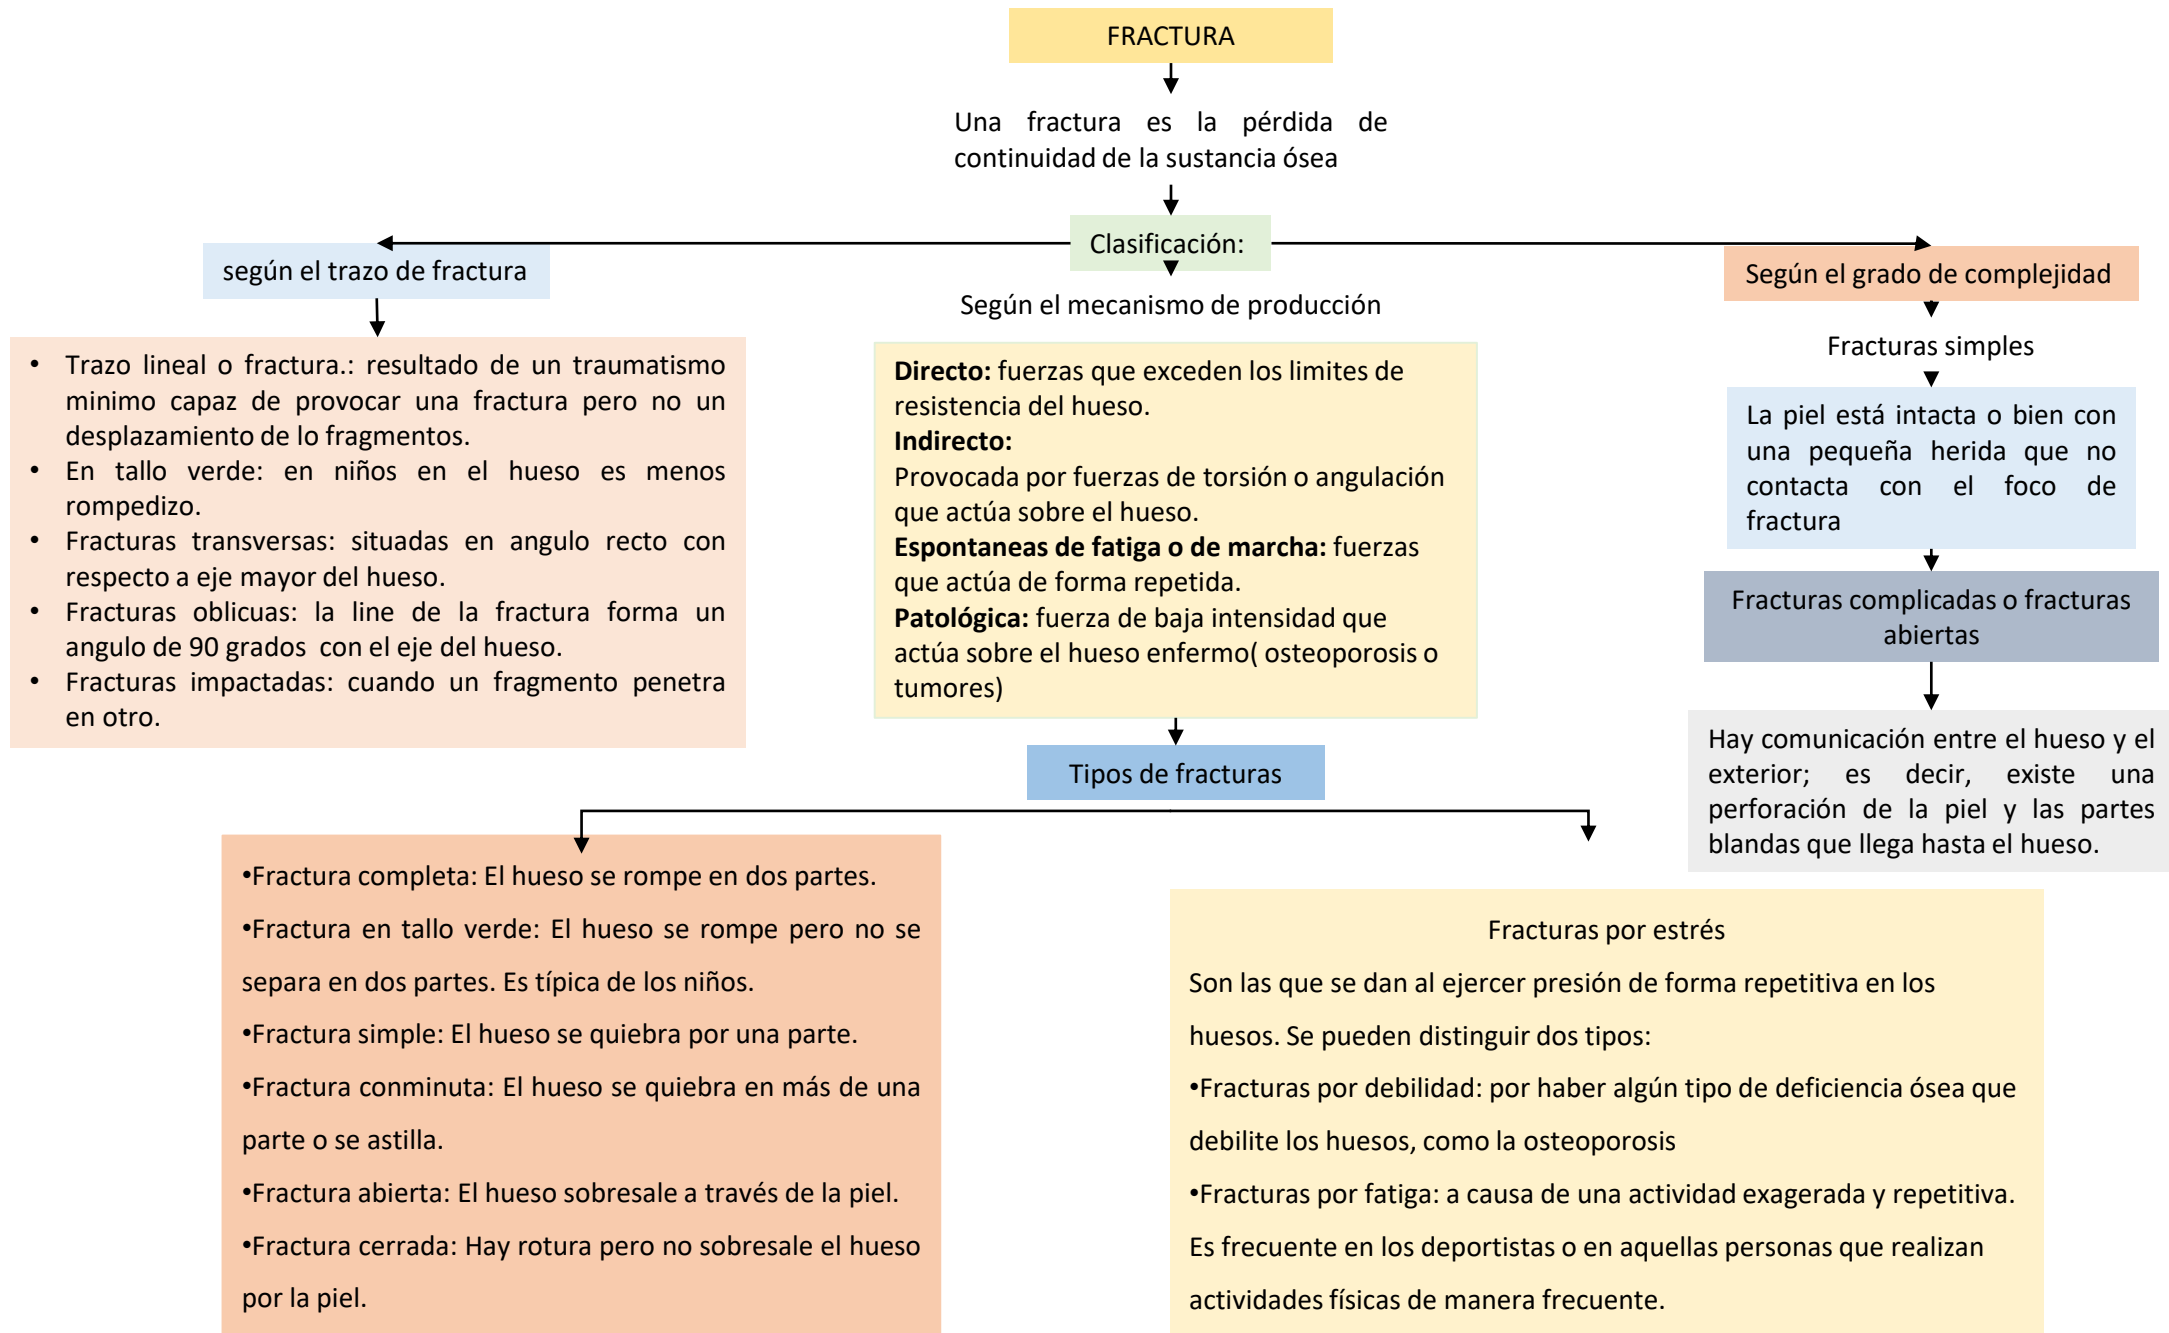 FRACTURA
Una fractura es la pérdida de
continuidad de la sustancia ósea
Clasificación:
según el trazo de fractura
• Trazo lineal o fractura.: resultado de un traumatismo
minimo capaz de provocar una fractura pero no un
desplazamiento de lo fragmentos.
• En tallo verde: en niños en el hueso es menos
rompedizo.
• Fracturas transversas: situadas en angulo recto con
respecto a eje mayor del hueso.
• Fracturas oblicuas: la line de la fractura forma un
angulo de 90 grados con el eje del hueso.
• Fracturas impactadas: cuando un fragmento penetra
en otro.
Según el mecanismo de producción
Directo: fuerzas que exceden los limites de
resistencia del hueso.
Indirecto:
Provocada por fuerzas de torsión o angulación
que actúa sobre el hueso.
Espontaneas de fatiga o de marcha: fuerzas
que actúa de forma repetida.
Patológica: fuerza de baja intensidad que
actúa sobre el hueso enfermo( osteoporosis o
tumores)
Según el grado de complejidad
Fracturas simples
La piel está intacta o bien con
una pequeña herida que no
contacta con el foco de
fractura
Fracturas complicadas o fracturas
abiertas
Hay comunicación entre el hueso y el
exterior; es decir, existe una
perforación de la piel y las partes
blandas que llega hasta el hueso.
Tipos de fracturas
•Fractura completa: El hueso se rompe en dos partes.
•Fractura en tallo verde: El hueso se rompe pero no se
separa en dos partes. Es típica de los niños.
•Fractura simple: El hueso se quiebra por una parte.
•Fractura conminuta: El hueso se quiebra en más de una
parte o se astilla.
•Fractura abierta: El hueso sobresale a través de la piel.
•Fractura cerrada: Hay rotura pero no sobresale el hueso
por la piel.
Fracturas por estrés
Son las que se dan al ejercer presión de forma repetitiva en los
huesos. Se pueden distinguir dos tipos:
•Fracturas por debilidad: por haber algún tipo de deficiencia ósea que
debilite los huesos, como la osteoporosis
•Fracturas por fatiga: a causa de una actividad exagerada y repetitiva.
Es frecuente en los deportistas o en aquellas personas que realizan
actividades físicas de manera frecuente.